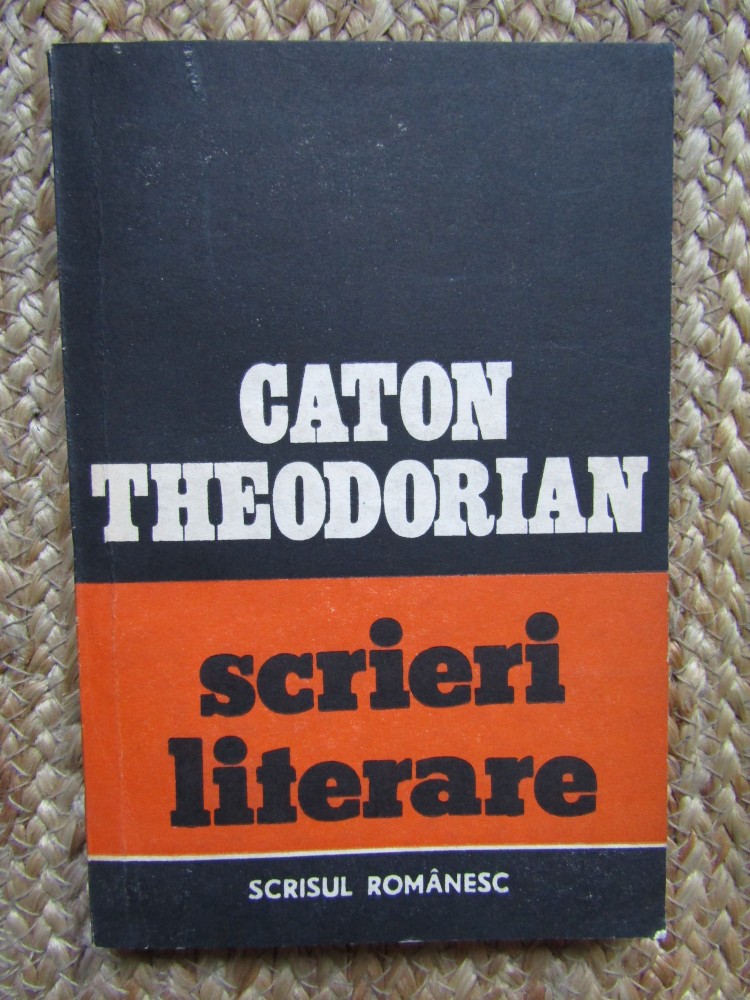 CATON
THEODORIAN
scrieri
literare
SCRISUL ROMÂNESC